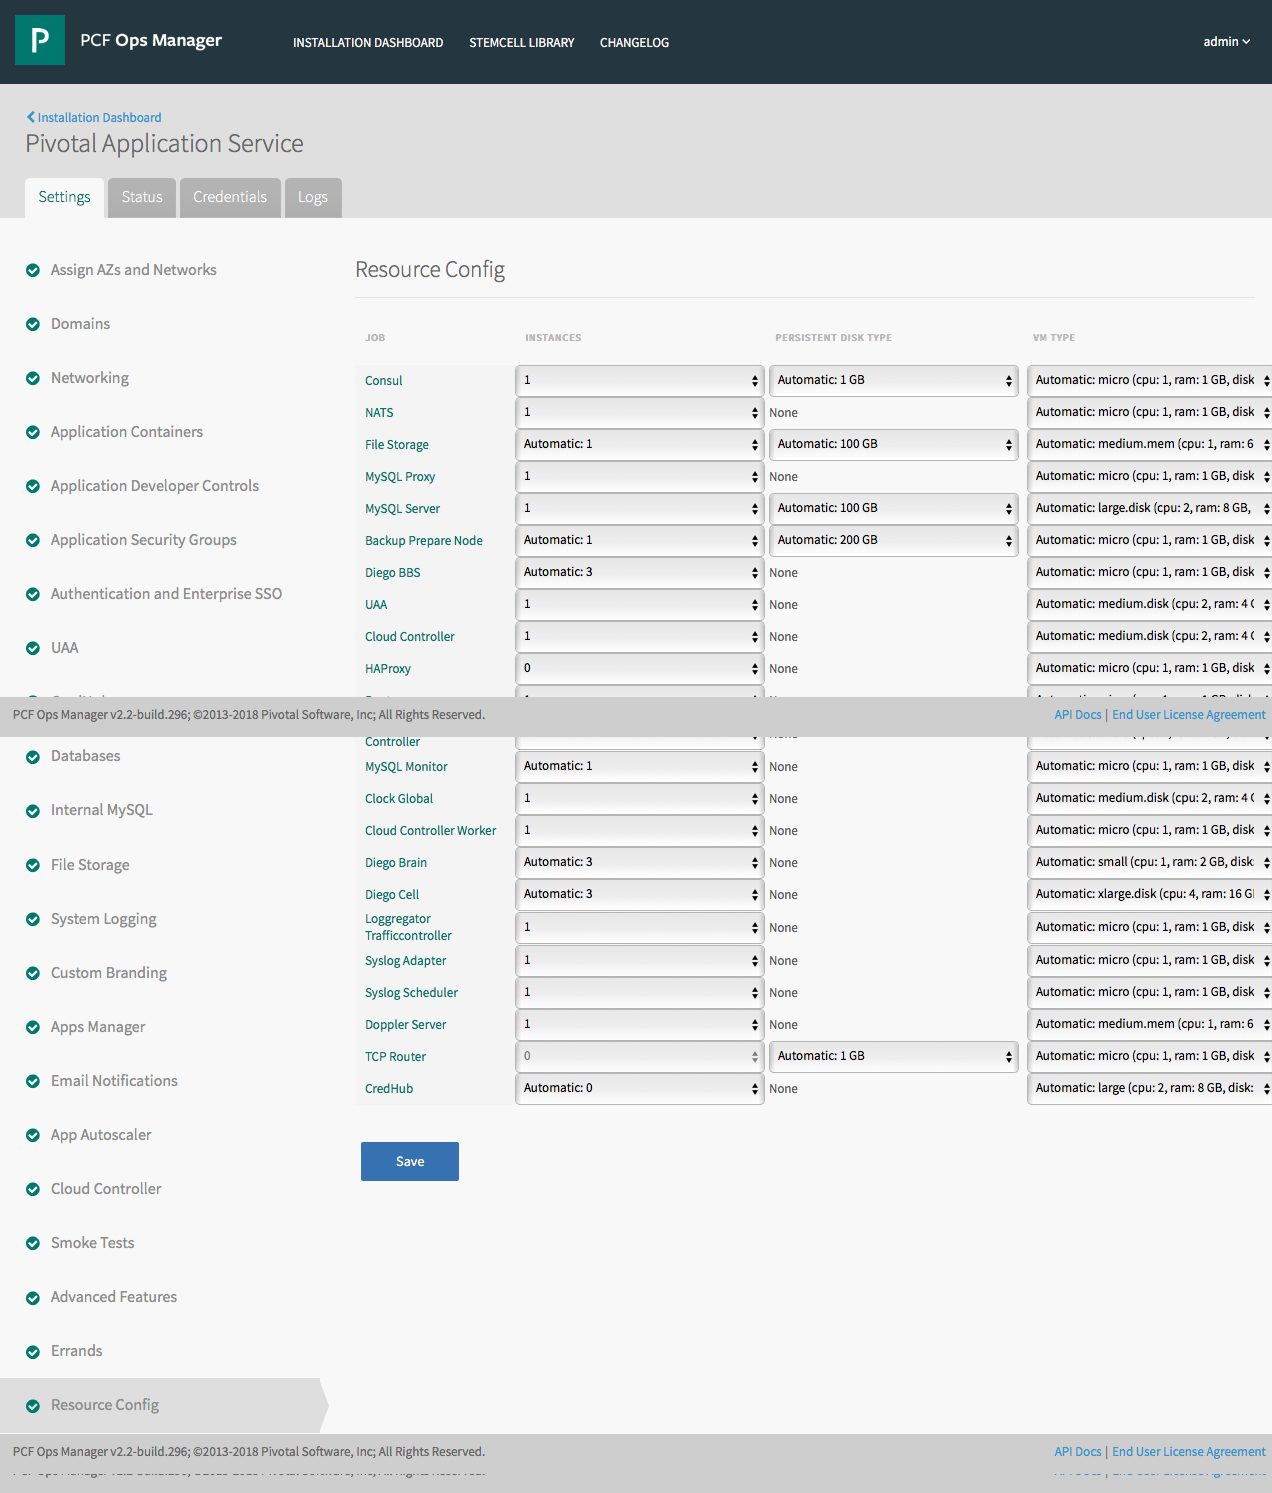 P
PCF Ops Manager
INSTALLATION DASHBOARD
STEMCELL LIBRARY
CHANGELOG
admin
Installation Dashboard
Pivotal Application Service
Settings
Status
Credentials
Logs
Assign AZs and Networks
Domains
Networking
Application Containers
Application Developer Controls
Application Security Groups
Authentication and Enterprise SSO
UAA
Resource Config
JOB INSTANCES PERSISTENT DISK TYPE VM TYPE
Consul 1 Automatic: 1 GB Automatic: micro (cpu: 1, ram: 1 GB, disk
NATS 1 None Automatic: micro (cpu: 1, ram: 1 GB, disk
File Storage Automatic: 1 Automatic: 100 GB Automatic: medium.mem (cpu: 1, ram: 6
MySQL Proxy 1 None Automatic: micro (cpu: 1, ram: 1 GB, disk
MySQL Server 1 Automatic: 100 GB Automatic: large.disk (cpu: 2, ram: 8 GB,
Backup Prepare Node Automatic: 1 Automatic: 200 GB Automatic: micro (cpu: 1, ram: 1 GB, disk
Diego BBS Automatic: 3 None Automatic: micro (cpu: 1, ram: 1 GB, disk
UAA 1 None Automatic: medium.disk (cpu: 2, ram: 4
Cloud Controller 1 None Automatic: medium.disk (cpu: 2, ram: 4
HAProxy 0 None Automatic: micro (cpu: 1, ram: 1 GB, disk
PCF Ops Manager v2.2-build.296; ©2013-2018 Pivotal Software, Inc; All Rights Reserved.
API Docs | End User License Agreement
Databases
Internal MySQL
File Storage
System Logging
Custom Branding
Apps Manager
Email Notifications
App Autoscaler
Cloud Controller
Smoke Tests
Advanced Features
Errands
Resource Config
Controller None
MySQL Monitor Automatic: 1 None Automatic: micro (cpu: 1, ram: 1 GB, disk
Clock Global 1 None Automatic: medium.disk (cpu: 2, ram: 4
Cloud Controller Worker 1 None Automatic: micro (cpu: 1, ram: 1 GB, disk
Diego Brain Automatic: 3 None Automatic: small (cpu: 1, ram: 2 GB, disk:
Diego Cell Automatic: 3 None Automatic: xlarge.disk (cpu: 4, ram: 16
Loggregator
Trafficcontroller 1 None Automatic: micro (cpu: 1, ram: 1 GB, disk
Syslog Adapter 1 None Automatic: micro (cpu: 1, ram: 1 GB, disk
Syslog Scheduler 1 None Automatic: micro (cpu: 1, ram: 1 GB, disk
Doppler Server 1 None Automatic: medium.mem (cpu: 1, ram: 6
TCP Router 0 Automatic: 1 GB Automatic: micro (cpu: 1, ram: 1 GB, disk
CredHub Automatic: 0 None Automatic: large (cpu: 2, ram: 8 GB, disk:
Save
PCF Ops Manager v2.2-build.296; ©2013-2018 Pivotal Software, Inc; All Rights Reserved.
API Docs | End User License Agreement